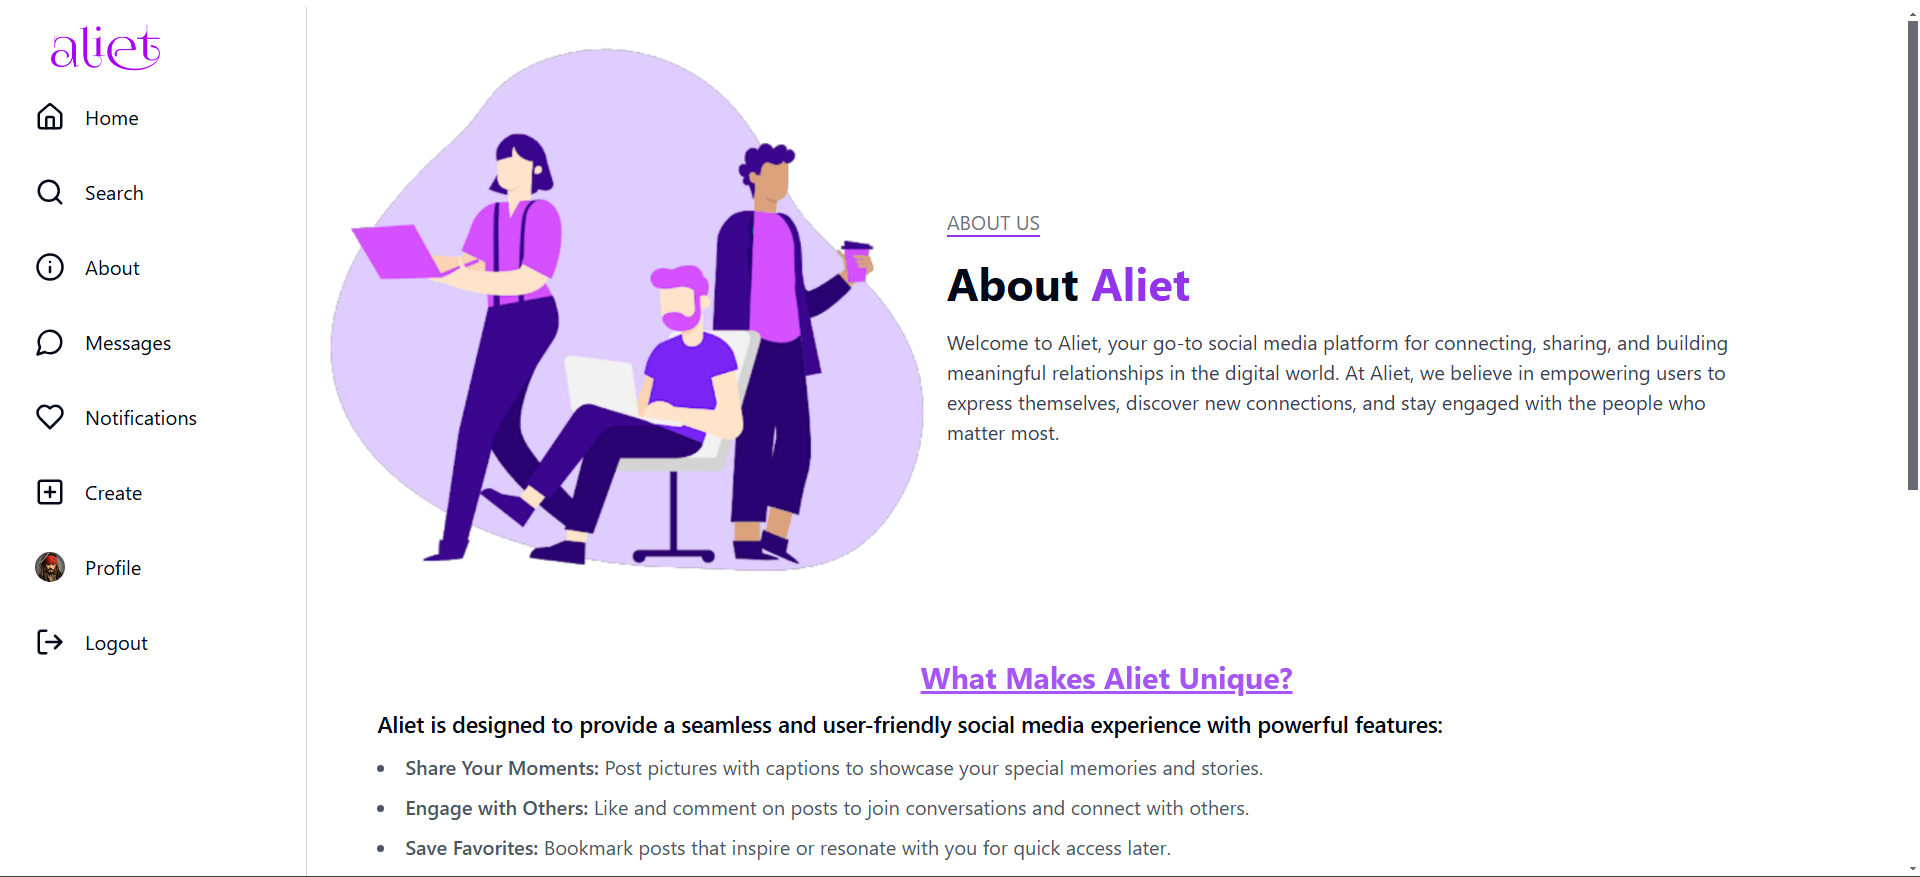 aliet
Home
Search
About
Messages
Notifications
Create
Profile
Logout
ABOUT US
About Aliet
Welcome to Aliet, your go-to social media platform for connecting, sharing, and building
meaningful relationships in the digital world. At Aliet, we believe in empowering users to
express themselves, discover new connections, and stay engaged with the people who
matter most.
What Makes Aliet Unique?
Aliet is designed to provide a seamless and user-friendly social media experience with powerful features:
• Share Your Moments: Post pictures with captions to showcase your special memories and stories.
• Engage with Others: Like and comment on posts to join conversations and connect with others.
• Save Favorites: Bookmark posts that inspire or resonate with you for quick access later.